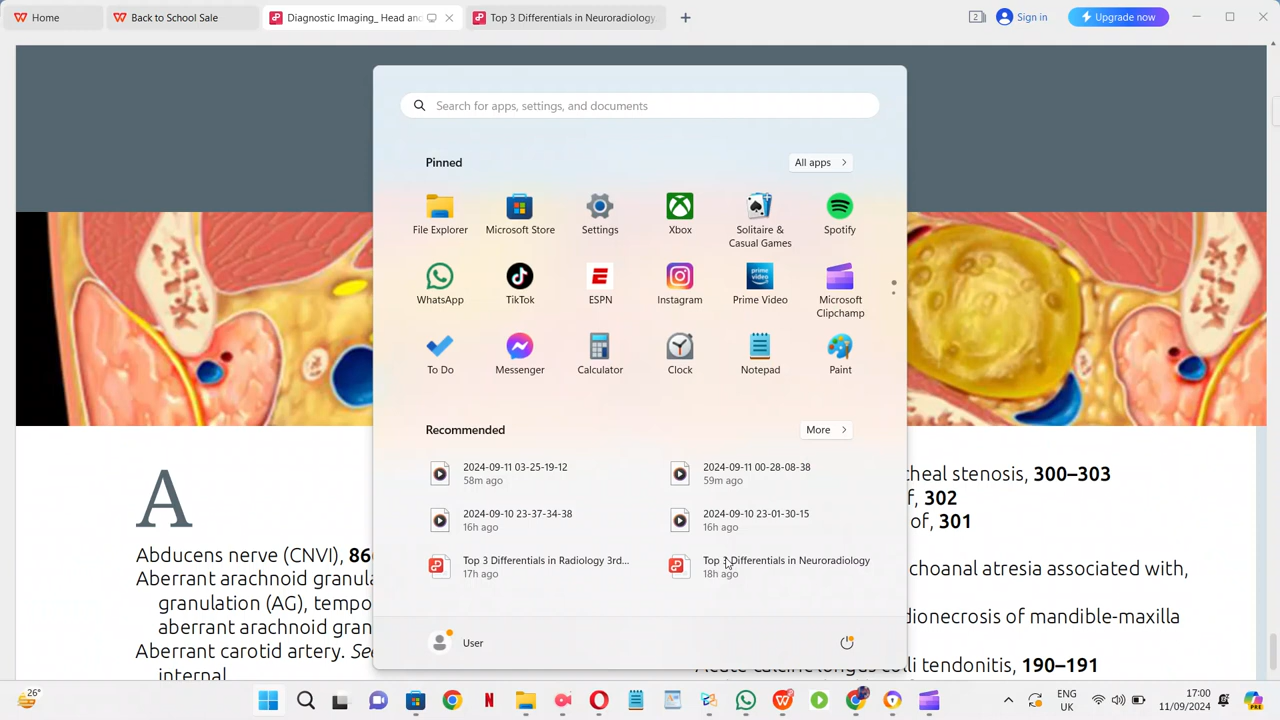 Home
Back to School Sale
Diagnostic Imaging_ Head and
Top 3 Differentials in Neuroradiology
2
Sign in
Upgrade now
Search for apps, settings, and documents
Pinned
All apps
File Explorer
Microsoft Store
Settings
Xbox
Solitaire &
Casual Games
Spotify
WhatsApp
TikTok
ESPN
Instagram
Prime Video
Microsoft
Clipchamp
To Do
Messenger
Calculator
Clock
Notepad
Paint
Recommended
More
2024-09-11 03-25-19-12
58m ago
2024-09-11 00-28-08-38
59m ago
2024-09-10 23-37-34-38
16h ago
2024-09-10 23-01-30-15
16h ago
Top 3 Differentials in Radiology 3rd...
17h ago
Top 3 Differentials in Neuroradiology
18h ago
User
A
Abducens nerve (CNVI), 86
Aberrant arachnoid granula
granulation (AG), tempo
aberrant arachnoid gran
Aberrant carotid artery. See
internal
cheal stenosis, 300–303
f, 302
of, 301
hoanal atresia associated with,
dionecrosis of mandible-maxilla
Acute calcific longus colli tendonitis, 190–191
26°
ENG
UK
17:00
11/09/2024
PRE